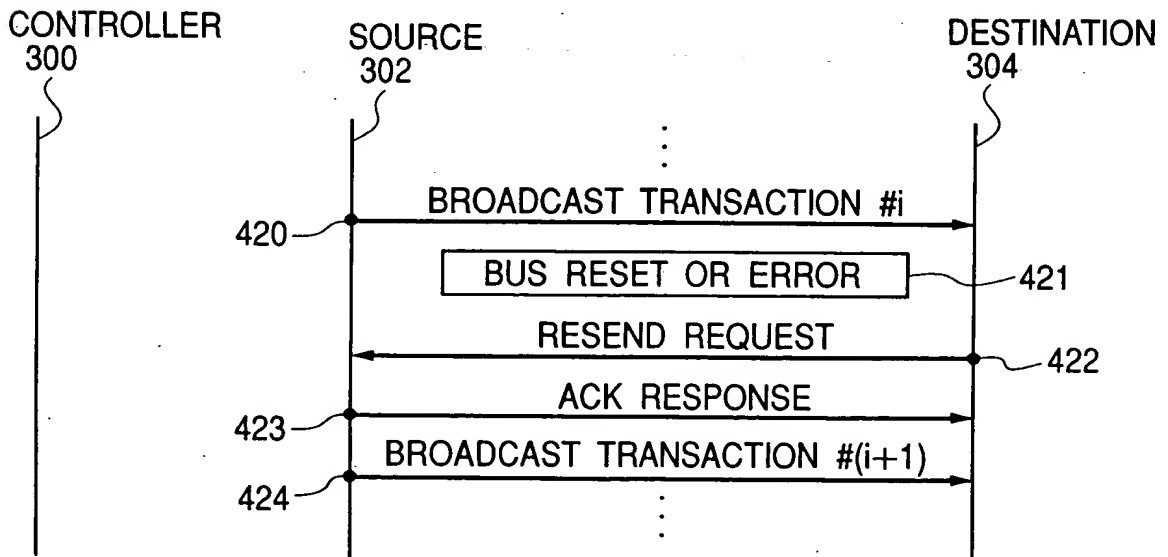 CONTROLLER
300
SOURCE
302
DESTINATION
304
BROADCAST TRANSACTION #i
420
BUS RESET OR ERROR
421
RESEND REQUEST
422
ACK RESPONSE
423
BROADCAST TRANSACTION #(i+1)
424